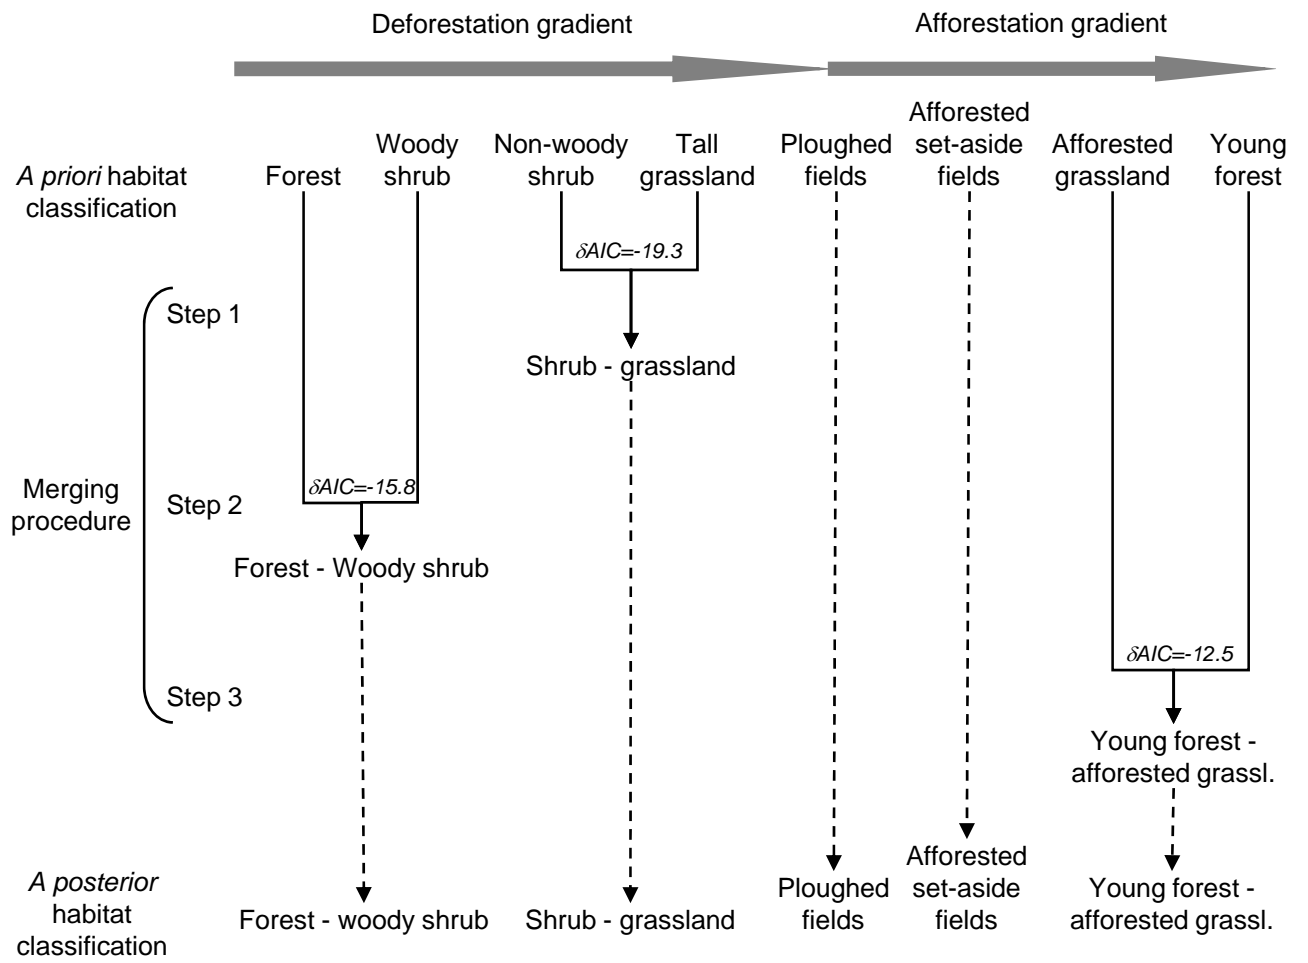 Deforestation gradient
Afforestation gradient
A priori habitat
classification
Forest
Woody
shrub
Non-woody
shrub
Tall
grassland
Ploughed
fields
Afforested
set-aside
fields
Afforested
grassland
Young
forest
δAIC=-19.3
Merging
procedure
Step 1
Shrub - grassland
δAIC=-15.8
Step 2
Forest - Woody shrub
δAIC=-12.5
Step 3
Young forest -
afforested grassl.
A posterior
habitat
classification
Forest - woody shrub
Shrub - grassland
Ploughed
fields
Afforested
set-aside
fields
Young forest -
afforested grassl.